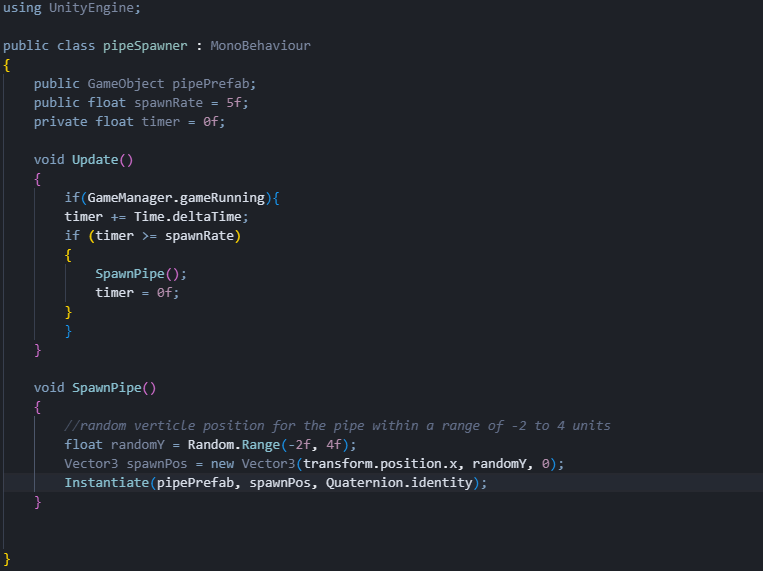 using UnityEngine;
public class pipeSpawner : MonoBehaviour
{
public GameObject pipePrefab;
public float spawnRate = 5f;
private float timer = 0f;
void Update()
{
if(GameManager.gameRunning){
timer += Time.deltaTime;
if (timer >= spawnRate)
{
SpawnPipe();
timer = 0f;
}
}
}
void SpawnPipe()
{
//random verticle position for the pipe within a range of -2 to 4 units
float randomY = Random.Range(-2f, 4f);
Vector3 spawnPos = new Vector3(transform.position.x, randomY, 0);
Instantiate(pipePrefab, spawnPos, Quaternion.identity);
}
}